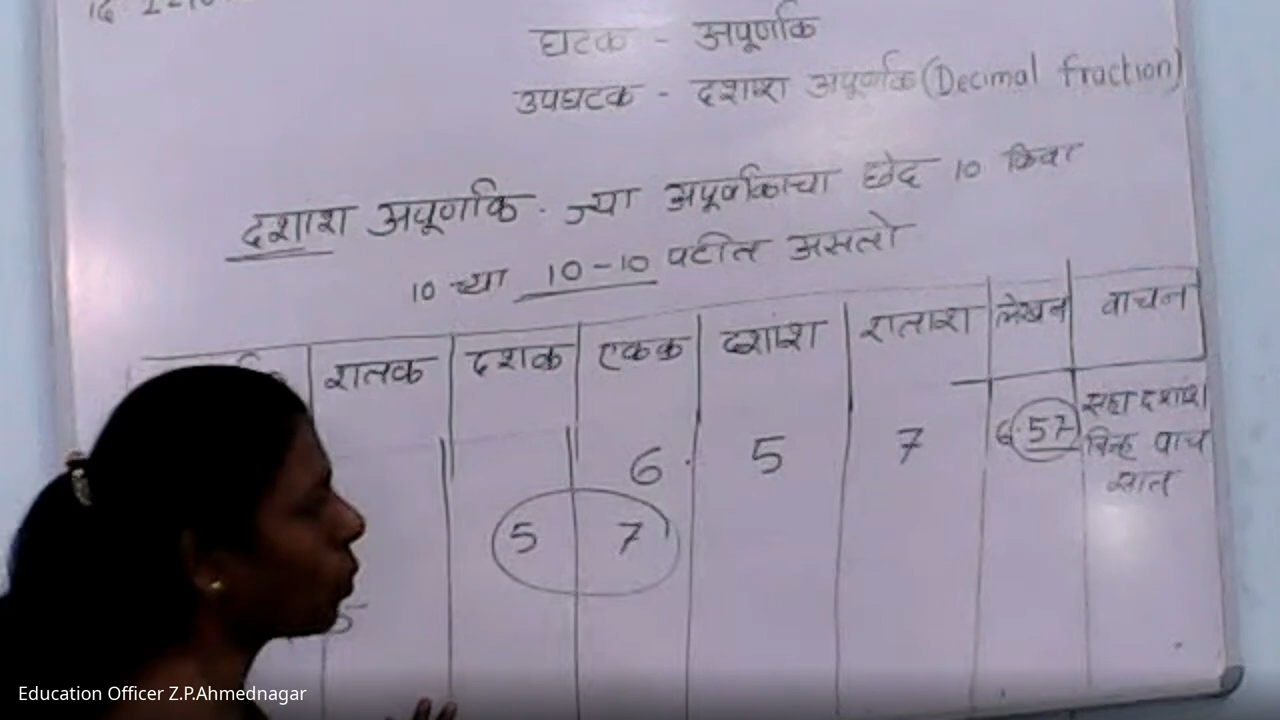 घटक - अपूर्णांक
उपघटक - दशांश अपूर्णांक (Decimal fraction)
दशांश अपूर्णांक - ज्या अपूर्णांकाचा छेद 10 किंवा
10 च्या 10-10 पटीत असतो
शतक दशक एकक दशांश शतांश लेखन वाचन
6. 5 7 6.57 सहा दशांश
चिन्ह पाच
सात
5 7
5
Education Officer Z.P.Ahmednagar